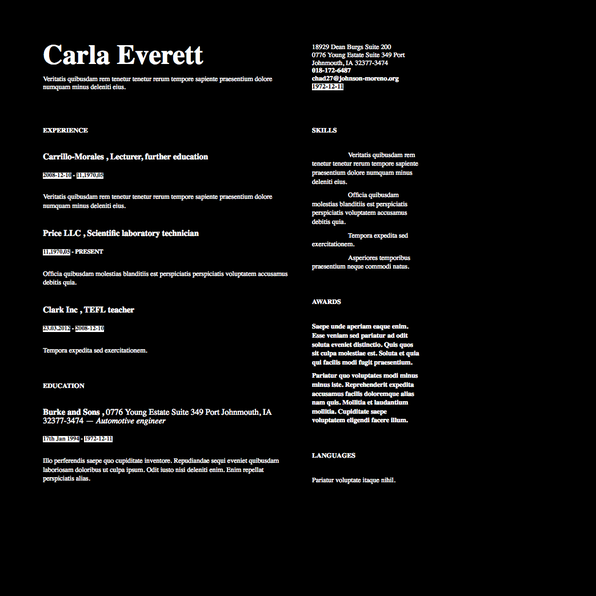 Carla Everett
Veritatis quibusdam rem tenetur tenetur rerum tempore sapiente praesentium dolore
numquam minus deleniti eius.
18929 Dean Burgs Suite 200
0776 Young Estate Suite 349 Port
Johnmouth, IA 32377-3474
018-172-6487
chad27@johnson-moreno.org
1972-12-11
EXPERIENCE
Carrillo-Morales , Lecturer, further education
2008-12-10 - 11.1970.05
Veritatis quibusdam rem tenetur tenetur rerum tempore sapiente praesentium dolore
numquam minus deleniti eius.
Price LLC , Scientific laboratory technician
11.1970.05 - PRESENT
Officia quibusdam molestias blanditiis est perspiciatis perspiciatis voluptatem accusamus
debitis quia.
Clark Inc , TEFL teacher
23.03.2012 - 2008-12-10
Tempora expedita sed exercitationem.
EDUCATION
Burke and Sons , 0776 Young Estate Suite 349 Port Johnmouth, IA
32377-3474 — Automotive engineer
17th Jan 1994 - 1972-12-11
Illo perferendis saepe quo cupiditate inventore. Repudiandae sequi eveniet quibusdam
laboriosam doloribus ut culpa ipsum. Odit iusto nisi deleniti enim. Enim repellat
perspiciatis alias.
SKILLS
Veritatis quibusdam rem
tenetur tenetur rerum tempore sapiente
praesentium dolore numquam minus
deleniti eius.
Officia quibusdam
molestias blanditiis est perspiciatis
perspiciatis voluptatem accusamus
debitis quia.
Tempora expedita sed
exercitationem.
Asperiores temporibus
praesentium neque commodi natus.
AWARDS
Saepe unde aperiam eaque enim.
Esse veniam sed pariatur ad odit
soluta eveniet distinctio. Quis quos
sit culpa molestiae est. Soluta et quia
qui facilis modi fugit praesentium.
Pariatur quo voluptates modi minus
minus iste. Reprehenderit expedita
accusamus facilis doloremque alias
nam quis. Mollitia et laudantium
mollitia. Cupiditate saepe
voluptatem eligendi facere illum.
LANGUAGES
Pariatur voluptate itaque nihil.